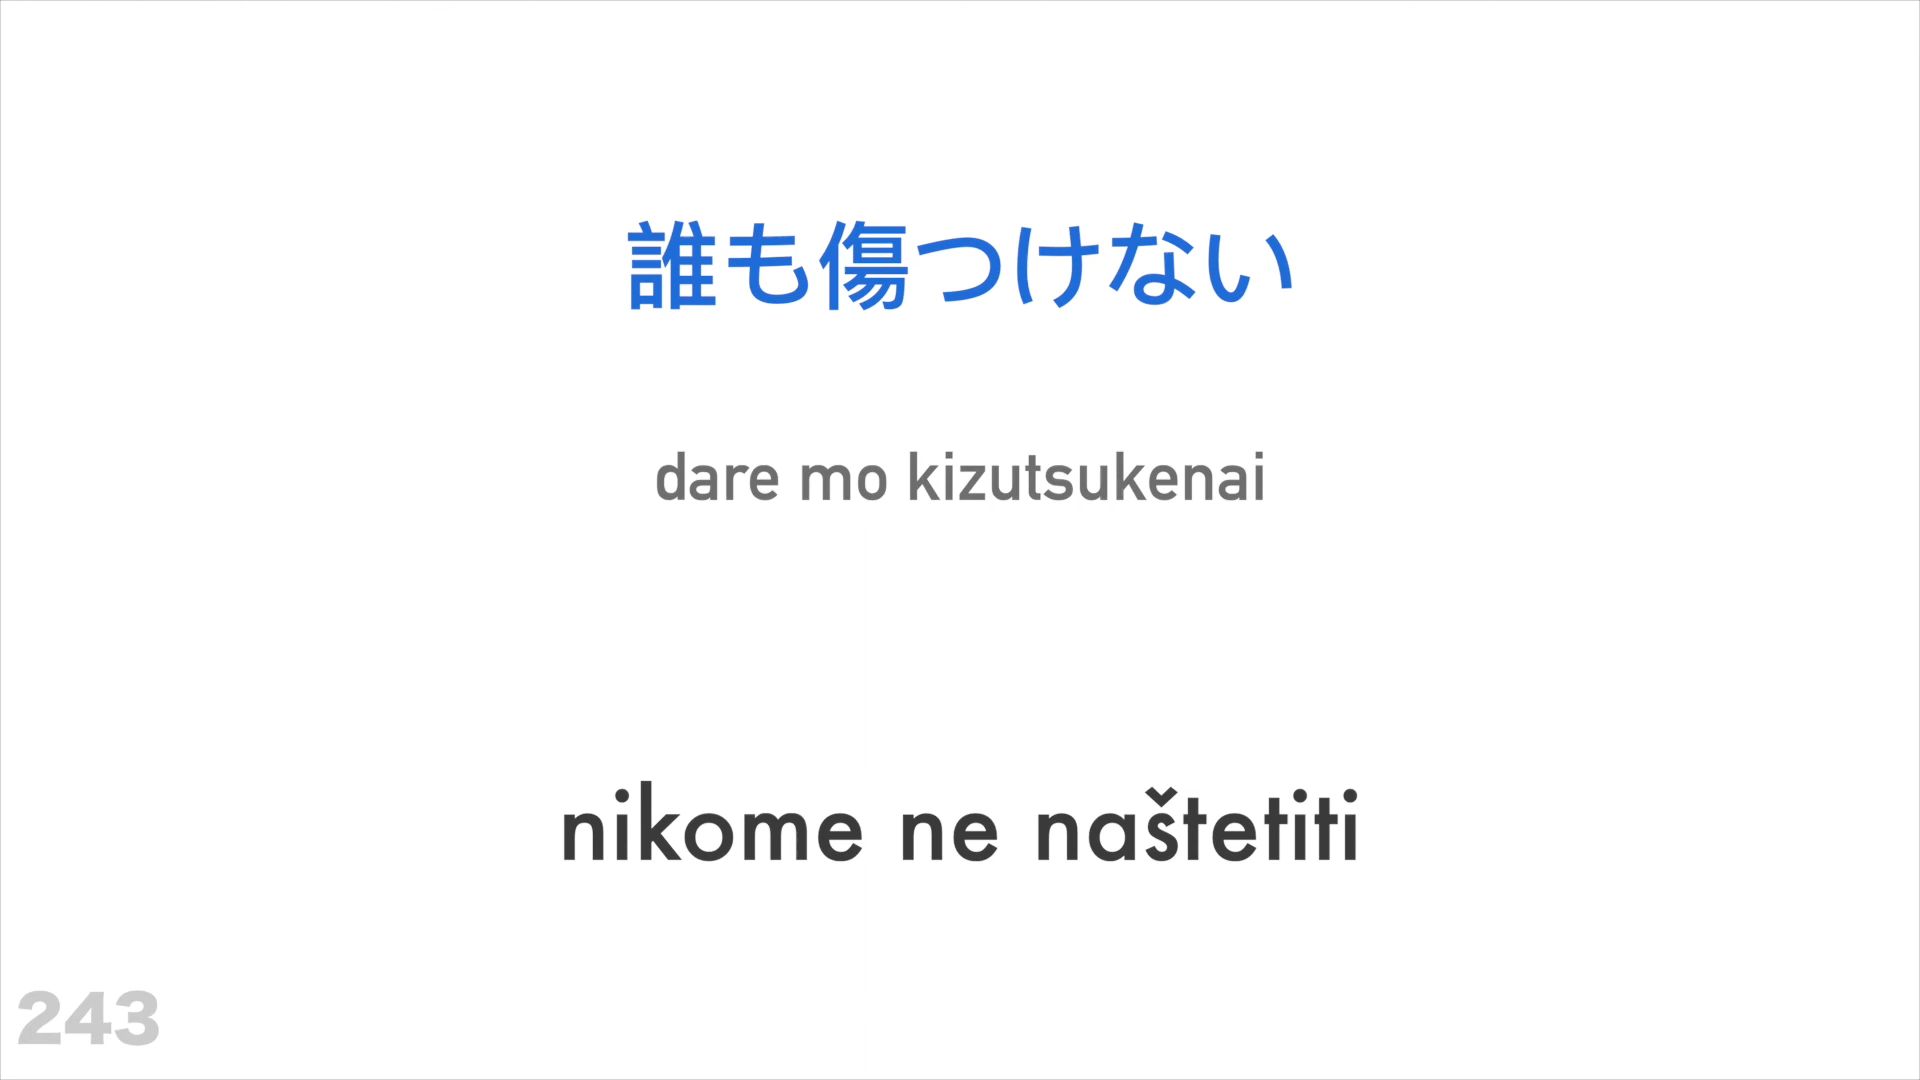 誰も傷つけない
dare mo kizutsukenai
nikome ne naštetiti
243